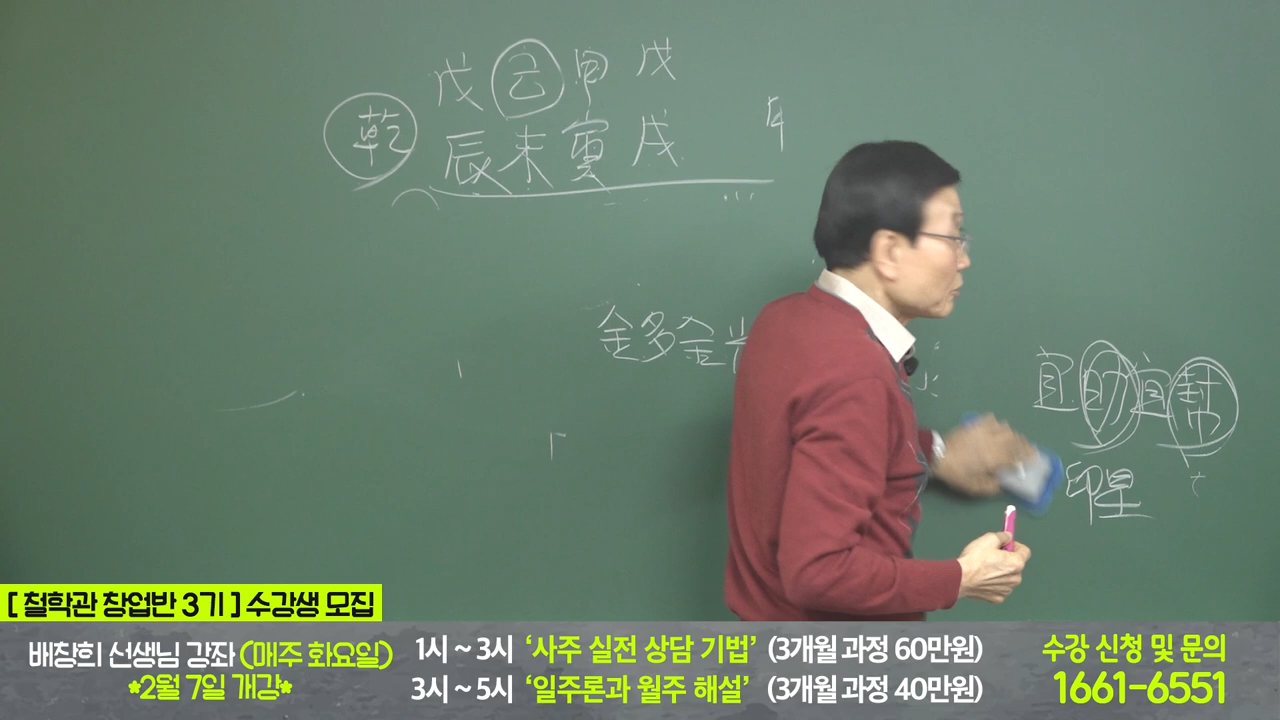 戊 己 甲 戊
乾 辰 未 寅 戌
金多金
宜財宜幇
印星
[ 철학관 창업반 3기 ] 수강생 모집
배창희 선생님 강좌 (매주 화요일)
*2월 7일 개강*
1시 ~ 3시 ‘사주 실전 상담 기법’ (3개월 과정 60만원)
3시 ~ 5시 ‘일주론과 월주 해설’ (3개월 과정 40만원)
수강 신청 및 문의
1661-6551